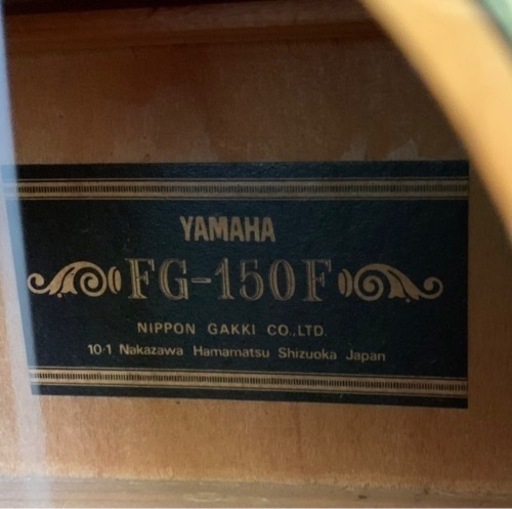 YAMAHA
FG-150F
NIPPON GAKKI CO.,LTD.
10-1 Nakazawa Hamamatsu Shizuoka Japan